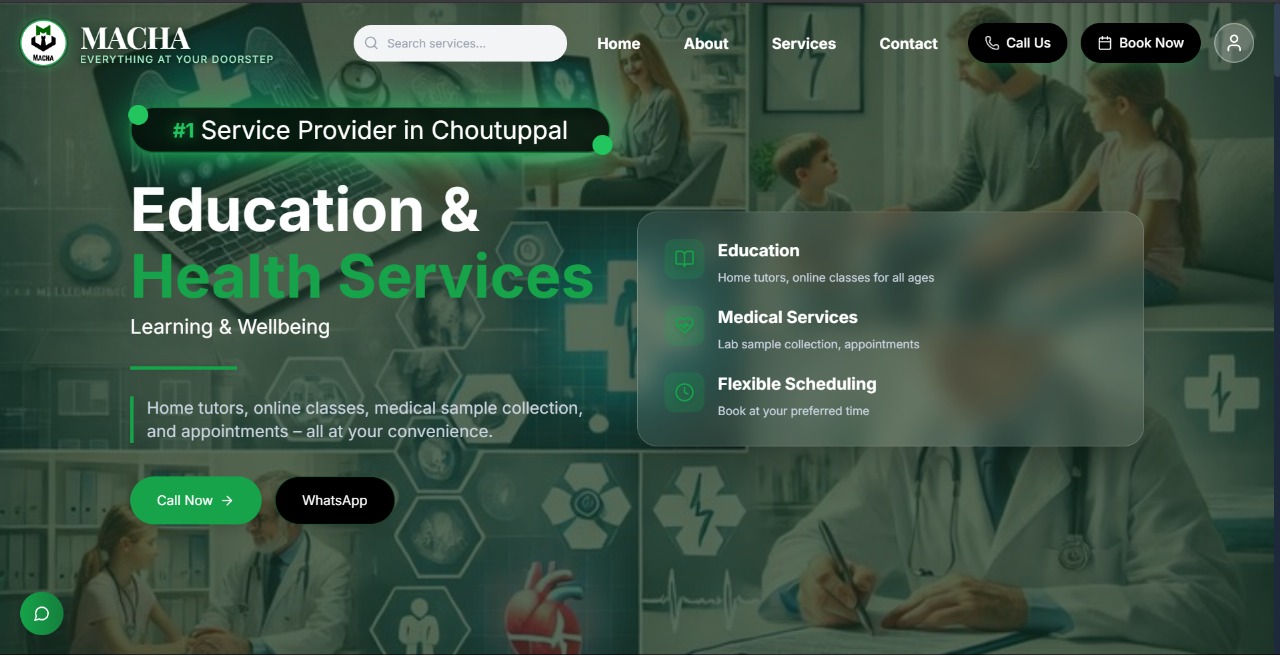 MACHA
MACHA
EVERYTHING AT YOUR DOORSTEP
Search services...
Home
About
Services
Contact
Call Us
Book Now
#1 Service Provider in Choutuppal
Education &
Health Services
Learning & Wellbeing
Home tutors, online classes, medical sample collection,
and appointments – all at your convenience.
Call Now →
WhatsApp
Education
Home tutors, online classes for all ages
Medical Services
Lab sample collection, appointments
Flexible Scheduling
Book at your preferred time